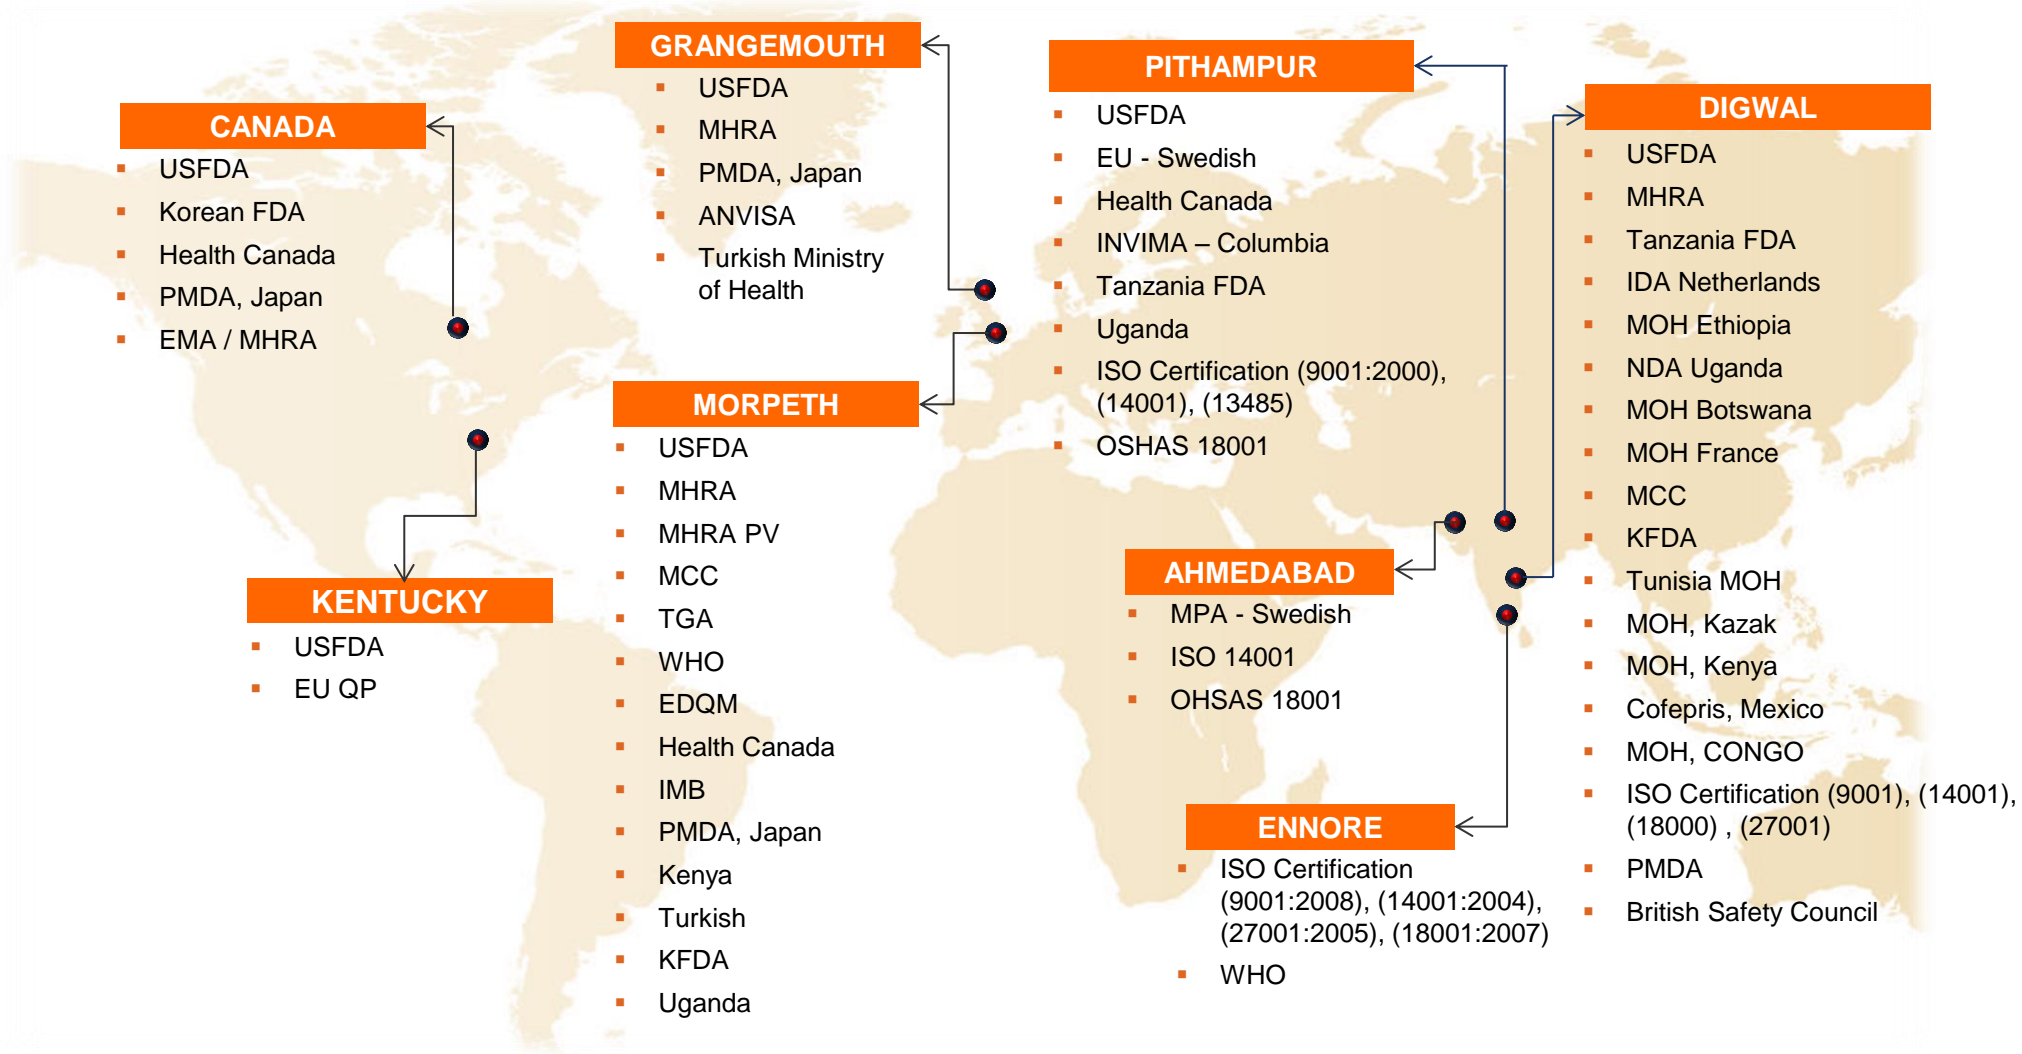 CANADA
USFDA
Korean FDA
Health Canada
PMDA, Japan
EMA / MHRA
KENTUCKY
USFDA
EU QP
GRANGEMOUTH
USFDA
MHRA
PMDA, Japan
ANVISA
Turkish Ministry
of Health
MORPETH
USFDA
MHRA
MHRA PV
MCC
TGA
WHO
EDQM
Health Canada
IMB
PMDA, Japan
Kenya
Turkish
KFDA
Uganda
PITHAMPUR
USFDA
EU - Swedish
Health Canada
INVIMA – Columbia
Tanzania FDA
Uganda
ISO Certification (9001:2000),
(14001), (13485)
OSHAS 18001
AHMEDABAD
MPA - Swedish
ISO 14001
OHSAS 18001
ENNORE
ISO Certification
(9001:2008), (14001:2004),
(27001:2005), (18001:2007)
WHO
DIGWAL
USFDA
MHRA
Tanzania FDA
IDA Netherlands
MOH Ethiopia
NDA Uganda
MOH Botswana
MOH France
MCC
KFDA
Tunisia MOH
MOH, Kazak
MOH, Kenya
Cofepris, Mexico
MOH, CONGO
ISO Certification (9001), (14001),
(18000) , (27001)
PMDA
British Safety Council